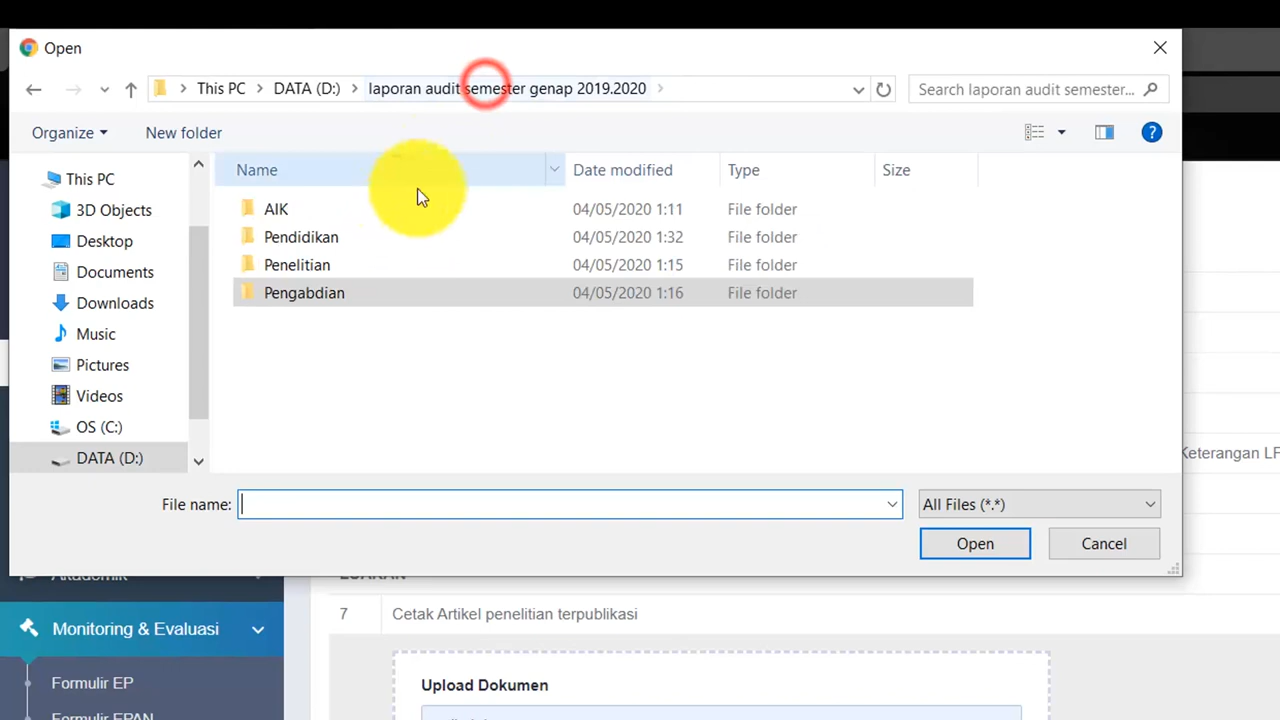 Open
This PC > DATA (D:) > laporan audit semester genap 2019.2020 >
Search laporan audit semester...
Organize
New folder
Name Date modified Type Size
This PC
3D Objects
Desktop
Documents
Downloads
Music
Pictures
Videos
OS (C:)
DATA (D:)
AIK 04/05/2020 1:11 File folder
Pendidikan 04/05/2020 1:32 File folder
Penelitian 04/05/2020 1:15 File folder
Pengabdian 04/05/2020 1:16 File folder
File name:
All Files (*.*)
Open
Cancel
Keterangan LF
Akademik
Monitoring & Evaluasi
Formulir EP
Formulir EPAN
LUARAN
7 Cetak Artikel penelitian terpublikasi
Upload Dokumen